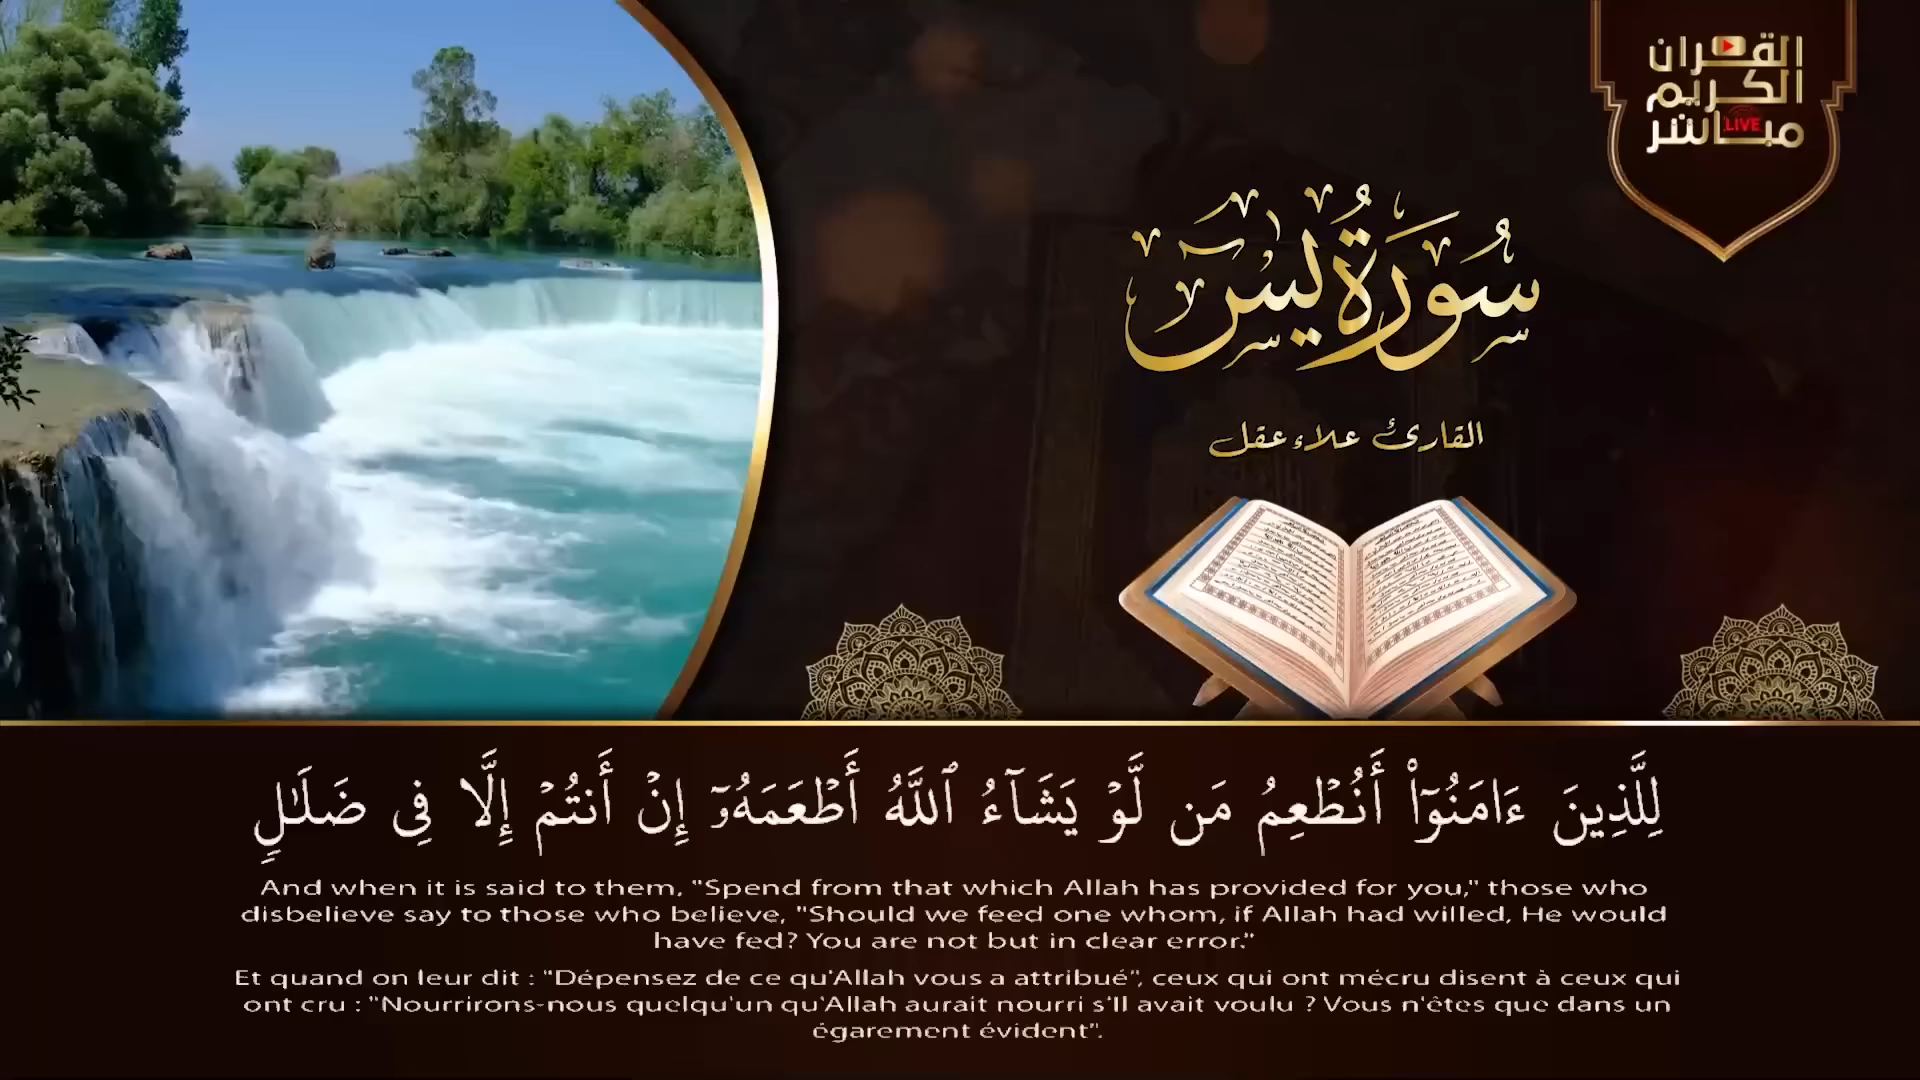 القرآن
الكريم
مباشر
LIVE
سُورَةُ يسٓ
القارئ علاء عقل
لِلَّذِينَ ءَامَنُوٓا۟ أَنُطْعِمُ مَن لَّوْ يَشَآءُ ٱللَّهُ أَطْعَمَهُۥٓ إِنْ أَنتُمْ إِلَّا فِى ضَلَـٰلٍ
And when it is said to them, "Spend from that which Allah has provided for you," those who
disbelieve say to those who believe, "Should we feed one whom, if Allah had willed, He would
have fed? You are not but in clear error."
Et quand on leur dit : "Dépensez de ce qu'Allah vous a attribué", ceux qui ont mécru disent à ceux qui
ont cru : "Nourrirons-nous quelqu'un qu'Allah aurait nourri s'Il avait voulu ? Vous n'êtes que dans un
égarement évident".